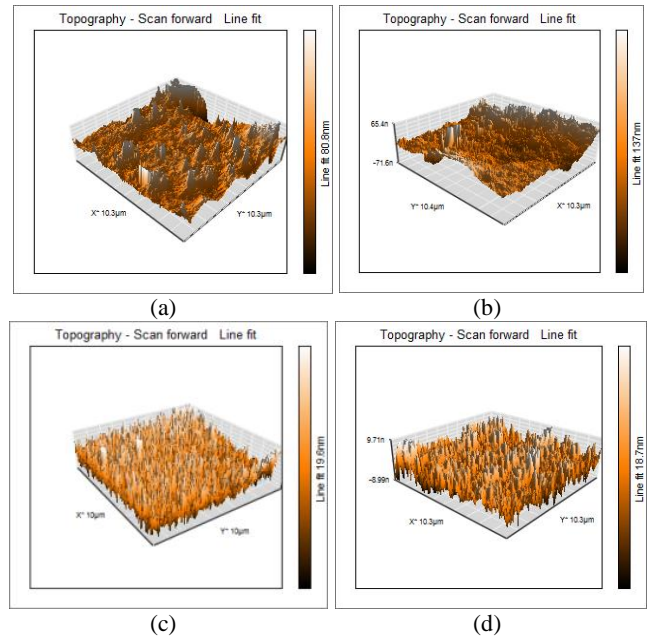 Topography - Scan forward Line fit
Line fit 80.8nm
X* 10.3µm
Y* 10.3µm
(a)
Topography - Scan forward Line fit
65.4n
-71.6n
Line fit 137nm
Y* 10.4µm
X* 10.3µm
(b)
Topography - Scan forward Line fit
Line fit 19.6nm
X* 10µm
Y* 10µm
(c)
Topography - Scan forward Line fit
9.71n
-8.99n
Line fit 18.7nm
X* 10.3µm
Y* 10.3µm
(d)